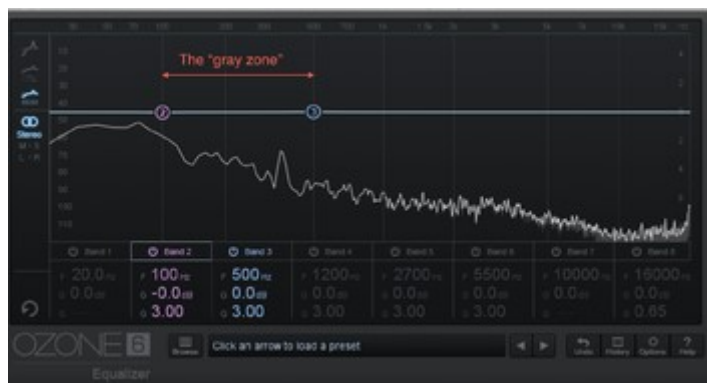 The "gray zone"
Stereo
M - S
L - R
2
3
Band 1
Band 2
Band 3
Band 4
Band 5
Band 6
Band 7
Band 8
F 20.0 Hz
F 100 Hz
F 500 Hz
F 1200 Hz
F 2700 Hz
F 5500 Hz
F 10000 Hz
F 16000 Hz
G 0.0 dB
G -0.0 dB
G 0.0 dB
G 0.0 dB
G 0.0 dB
G 0.0 dB
G 0.0 dB
G 0.0 dB
Q 3.00
Q 3.00
Q 3.00
Q 3.00
Q 3.00
Q 0.65
OZONE 6
Browse
Click an arrow to load a preset
Undo
History
Options
?
Help
Equalizer